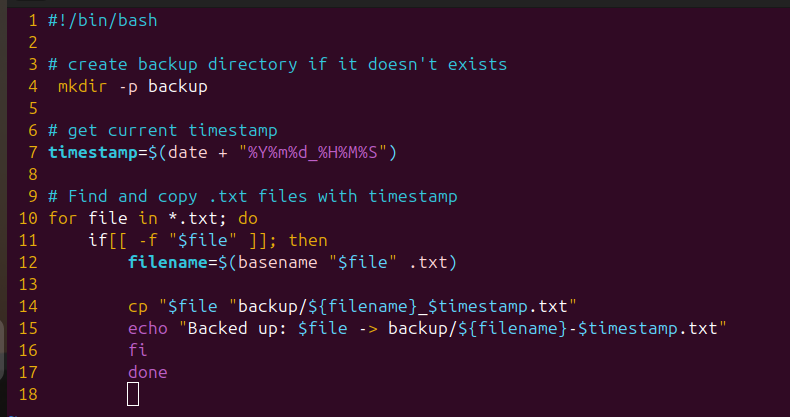 1 #!/bin/bash
2
3 # create backup directory if it doesn't exists
4  mkdir -p backup
5
6 # get current timestamp
7 timestamp=$(date + "%Y%m%d_%H%M%S")
8
9 # Find and copy .txt files with timestamp
10 for file in *.txt; do
11     if[[ -f "$file" ]]; then
12         filename=$(basename "$file" .txt)
13
14         cp "$file "backup/${filename}_$timestamp.txt"
15         echo "Backed up: $file -> backup/${filename}-$timestamp.txt"
16         fi
17         done
18